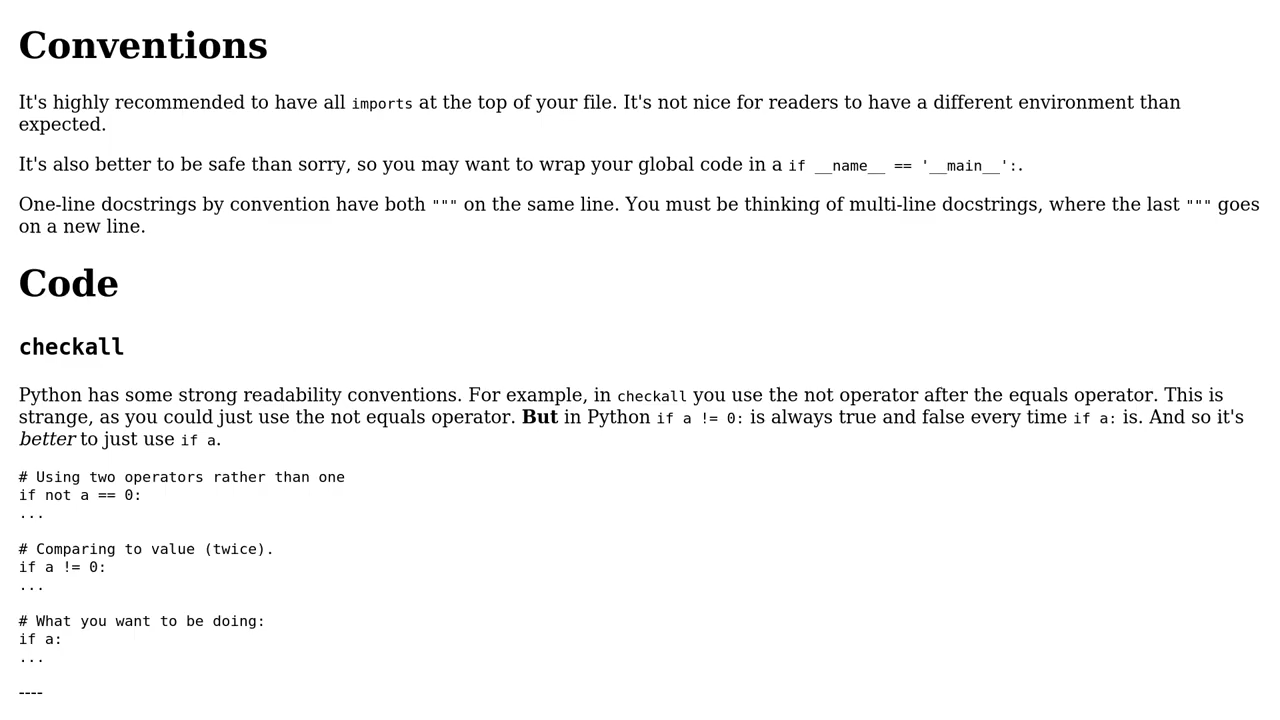 Conventions
It's highly recommended to have all imports at the top of your file. It's not nice for readers to have a different environment than
expected.
It's also better to be safe than sorry, so you may want to wrap your global code in a if __name__ == '__main__':.
One-line docstrings by convention have both """ on the same line. You must be thinking of multi-line docstrings, where the last """ goes
on a new line.
Code
checkall
Python has some strong readability conventions. For example, in checkall you use the not operator after the equals operator. This is
strange, as you could just use the not equals operator. But in Python if a != 0: is always true and false every time if a: is. And so it's
better to just use if a.
# Using two operators rather than one
if not a == 0:
...
# Comparing to value (twice).
if a != 0:
...
# What you want to be doing:
if a:
...
----